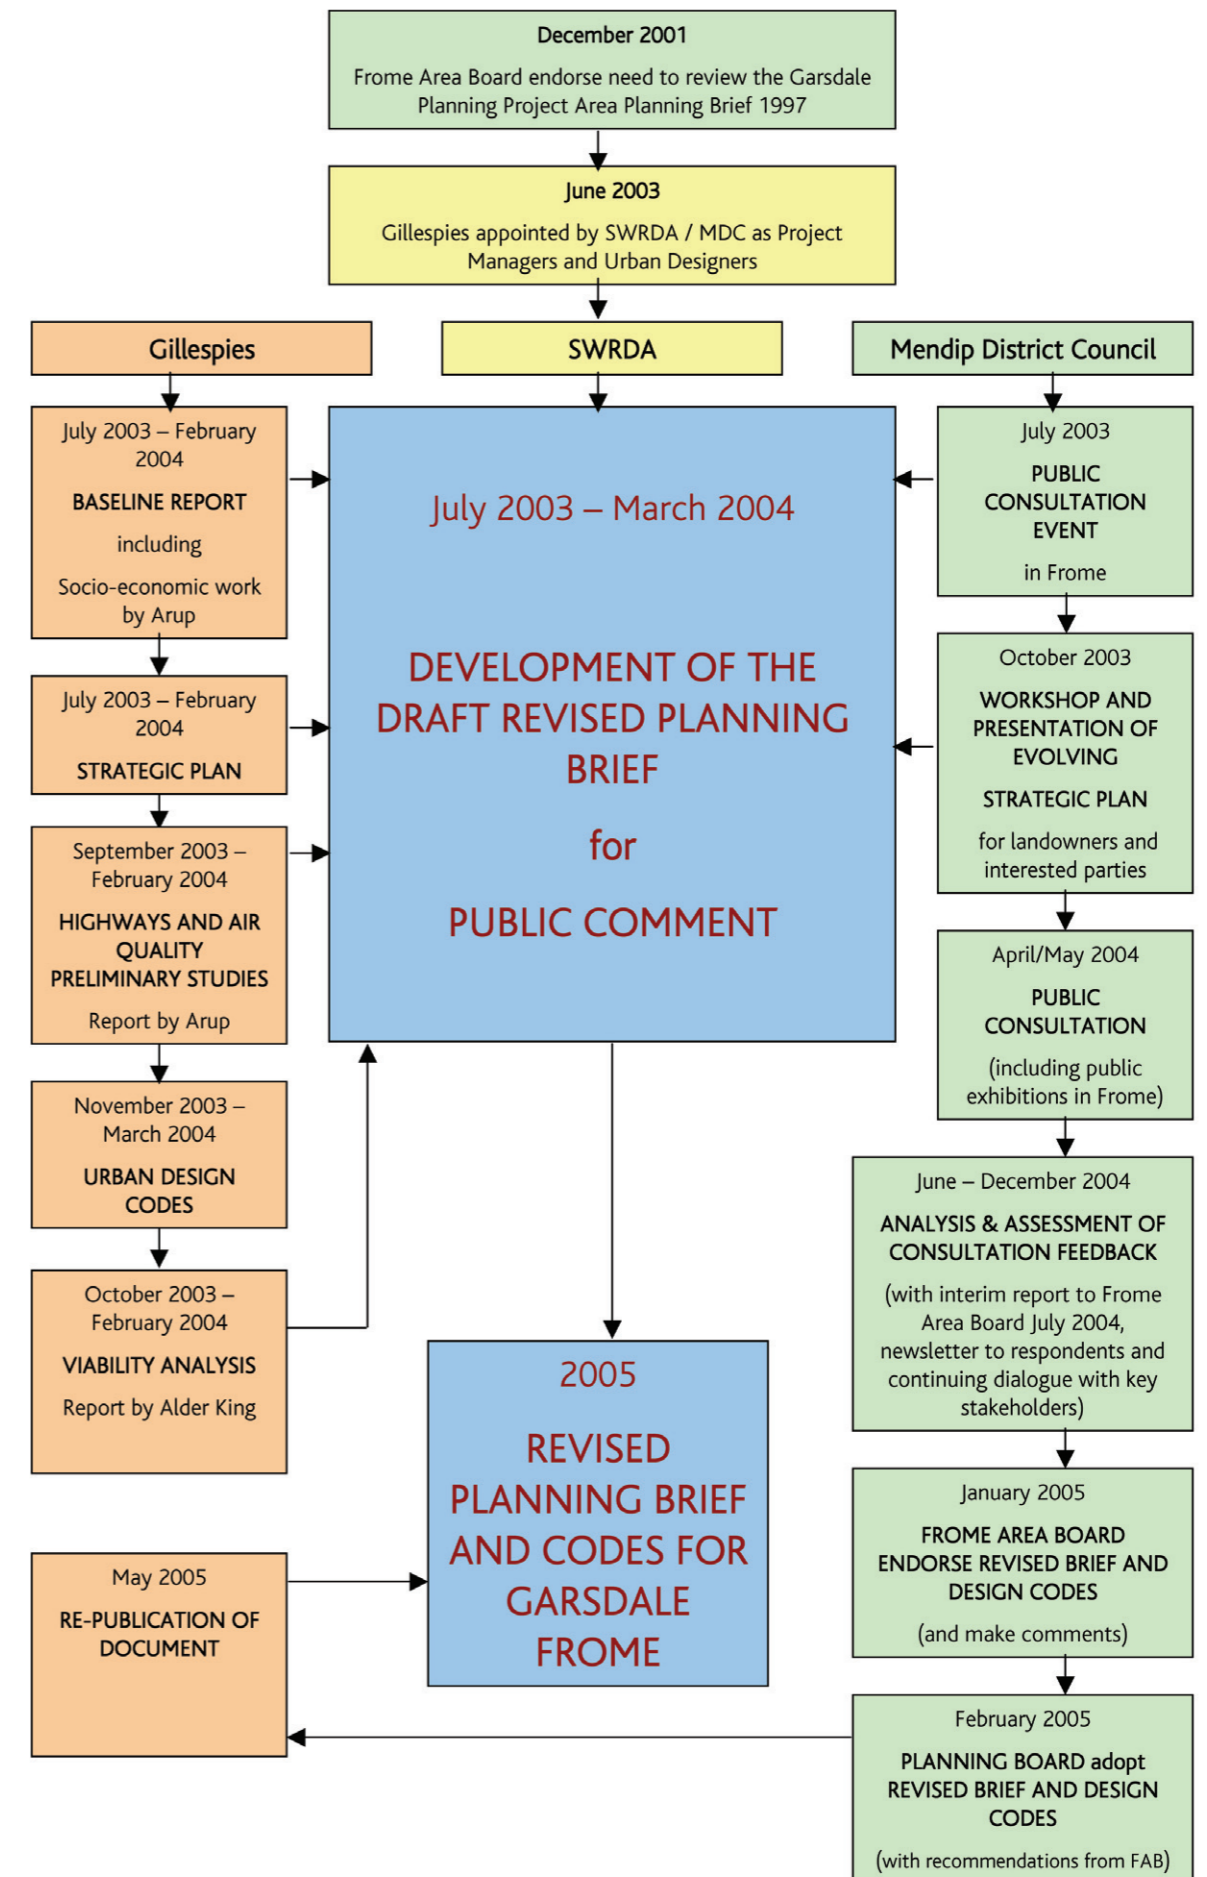 December 2001
Frome Area Board endorse need to review the Garsdale
Planning Project Area Planning Brief 1997
June 2003
Gillespies appointed by SWRDA / MDC as Project
Managers and Urban Designers
Gillespies
SWRDA
Mendip District Council
July 2003 – February
2004
BASELINE REPORT
including
Socio-economic work
by Arup
July 2003 – February
2004
STRATEGIC PLAN
September 2003 –
February 2004
HIGHWAYS AND AIR
QUALITY
PRELIMINARY STUDIES
Report by Arup
November 2003 –
March 2004
URBAN DESIGN
CODES
October 2003 –
February 2004
VIABILITY ANALYSIS
Report by Alder King
May 2005
RE-PUBLICATION OF
DOCUMENT
July 2003 – March 2004
DEVELOPMENT OF THE
DRAFT REVISED PLANNING
BRIEF
for
PUBLIC COMMENT
2005
REVISED
PLANNING BRIEF
AND CODES FOR
GARSDALE
FROME
July 2003
PUBLIC
CONSULTATION
EVENT
in Frome
October 2003
WORKSHOP AND
PRESENTATION OF
EVOLVING
STRATEGIC PLAN
for landowners and
interested parties
April/May 2004
PUBLIC
CONSULTATION
(including public
exhibitions in Frome)
June – December 2004
ANALYSIS & ASSESSMENT OF
CONSULTATION FEEDBACK
(with interim report to Frome
Area Board July 2004,
newsletter to respondents and
continuing dialogue with key
stakeholders)
January 2005
FROME AREA BOARD
ENDORSE REVISED BRIEF AND
DESIGN CODES
(and make comments)
February 2005
PLANNING BOARD adopt
REVISED BRIEF AND DESIGN
CODES
(with recommendations from FAB)